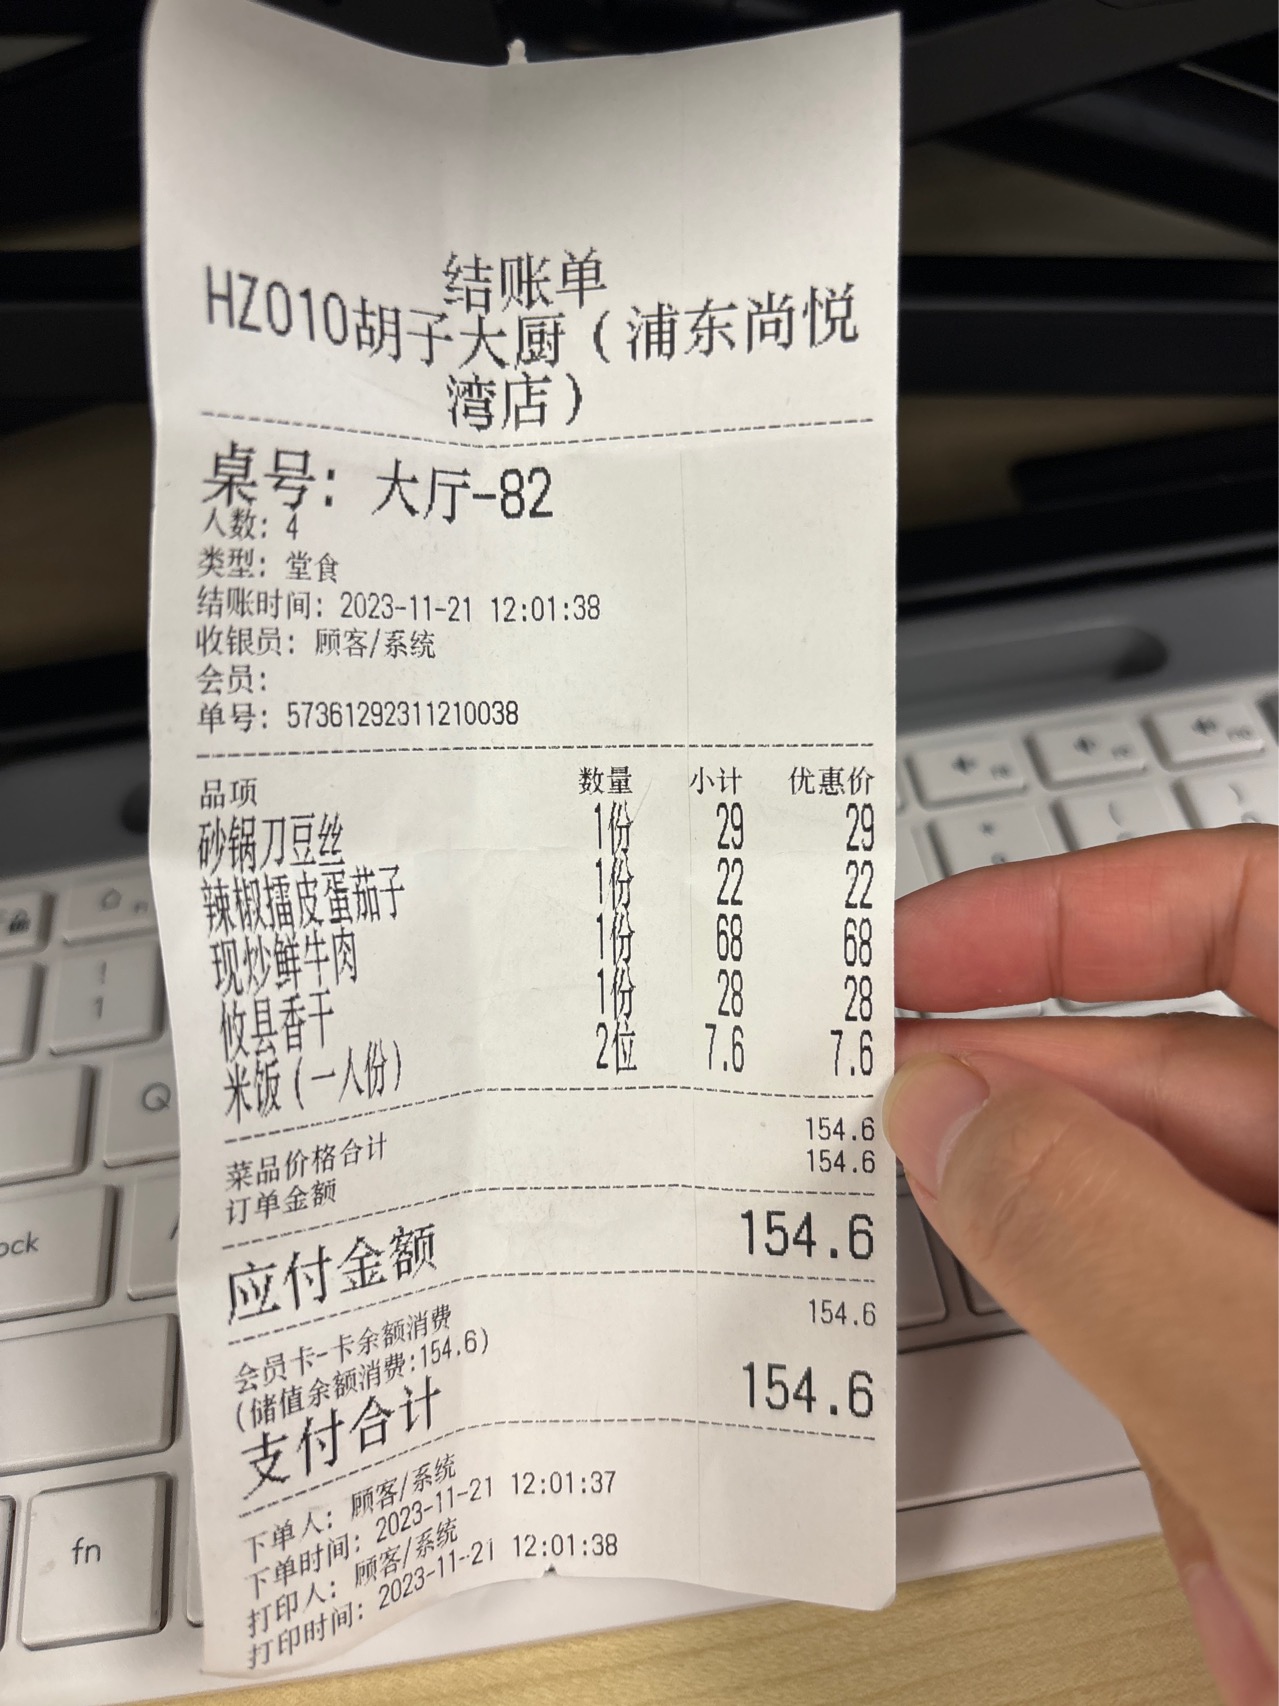 结账单
HZ010胡子大厨（浦东尚悦
湾店）
桌号：大厅-82
人数：4
类型：堂食
结账时间：2023-11-21 12:01:38
收银员：顾客/系统
会员：
单号：57361292311210038
品项 数量 小计 优惠价
砂锅刀豆丝 1份 29 29
辣椒擂皮蛋茄子 1份 22 22
现炒鲜牛肉 1份 68 68
攸县香干 1份 28 28
米饭（一人份） 2位 7.6 7.6
菜品价格合计 154.6
订单金额 154.6
应付金额 154.6
会员卡-卡余额消费 154.6
(储值余额消费:154.6)
支付合计 154.6
下单人：顾客/系统
下单时间：2023-11-21 12:01:37
打印人：顾客/系统
打印时间：2023-11-21 12:01:38
fn
Q
ock
1